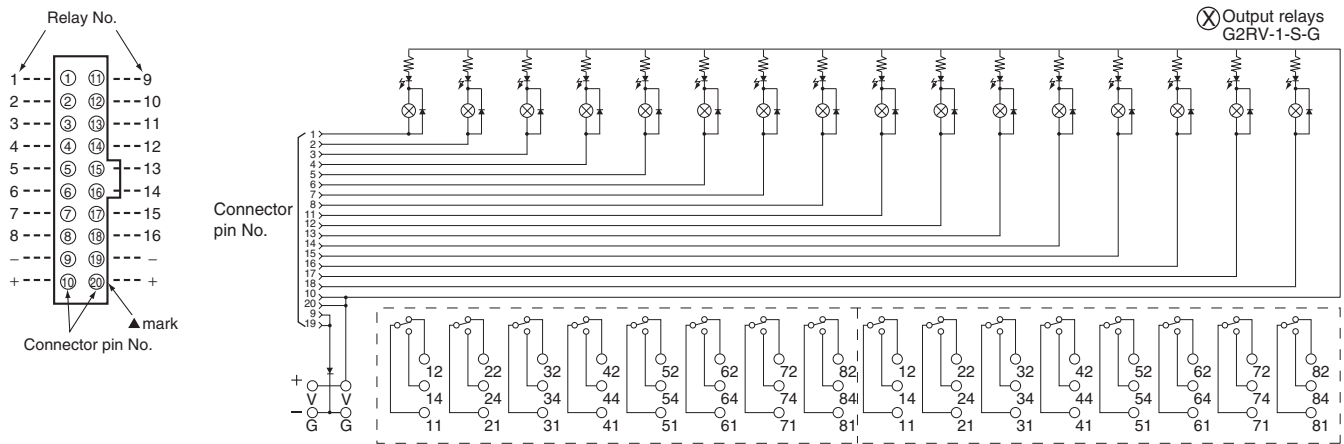 Relay No.
1 ① ⑪ 9
2 ② ⑫ 10
3 ③ ⑬ 11
4 ④ ⑭ 12
5 ⑤ ⑮ 13
6 ⑥ ⑯ 14
7 ⑦ ⑰ 15
8 ⑧ ⑱ 16
– ⑨ ⑲ –
+ ⑩ ⑳ +
▲mark
Connector pin No.
Output relays
G2RV-1-S-G
Connector
pin No.
1
2
3
4
5
6
7
8
11
12
13
14
15
16
17
18
10
20
9
19
+ V V
– G G
12 22 32 42 52 62 72 82 12 22 32 42 52 62 72 82
14 24 34 44 54 64 74 84 14 24 34 44 54 64 74 84
11 21 31 41 51 61 71 81 11 21 31 41 51 61 71 81